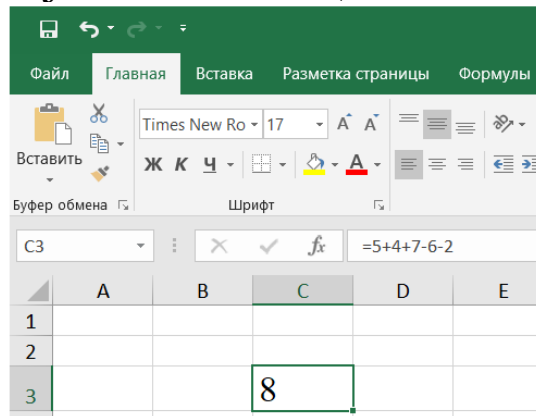 Файл Главная Вставка Разметка страницы Формулы
Times New Ro 17 A A
Вставить Ж К Ч A
Буфер обмена Шрифт
C3 fx =5+4+7-6-2
A B C D E
1
2
3 8